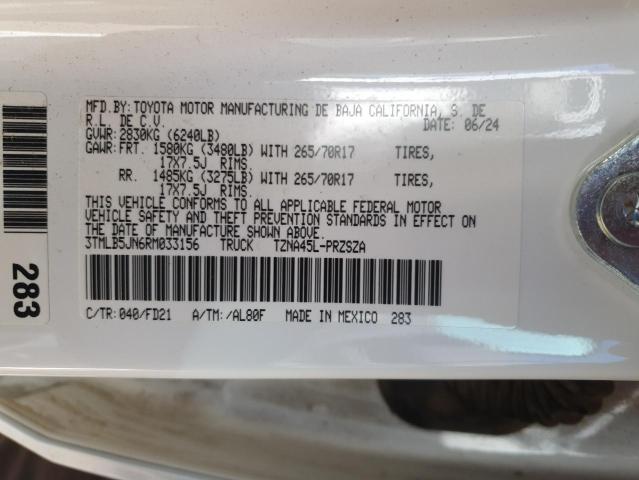 MFD.BY:TOYOTA MOTOR MANUFACTURING DE BAJA CALIFORNIA, S. DE
R.L. DE C.V.
DATE: 06/24
GVWR:2830KG (6240LB)
GAWR:FRT. 1580KG (3480LB) WITH 265/70R17 TIRES,
17X7.5J RIMS.
RR. 1485KG (3275LB) WITH 265/70R17 TIRES,
17X7.5J RIMS.
THIS VEHICLE CONFORMS TO ALL APPLICABLE FEDERAL MOTOR
VEHICLE SAFETY AND THEFT PREVENTION STANDARDS IN EFFECT ON
THE DATE OF MANUFACTURE SHOWN ABOVE.
3TMLB5JN6RM033156 TRUCK TZNA45L-PRZSZA
C/TR:040/FD21 A/TM:/AL80F MADE IN MEXICO 283
283